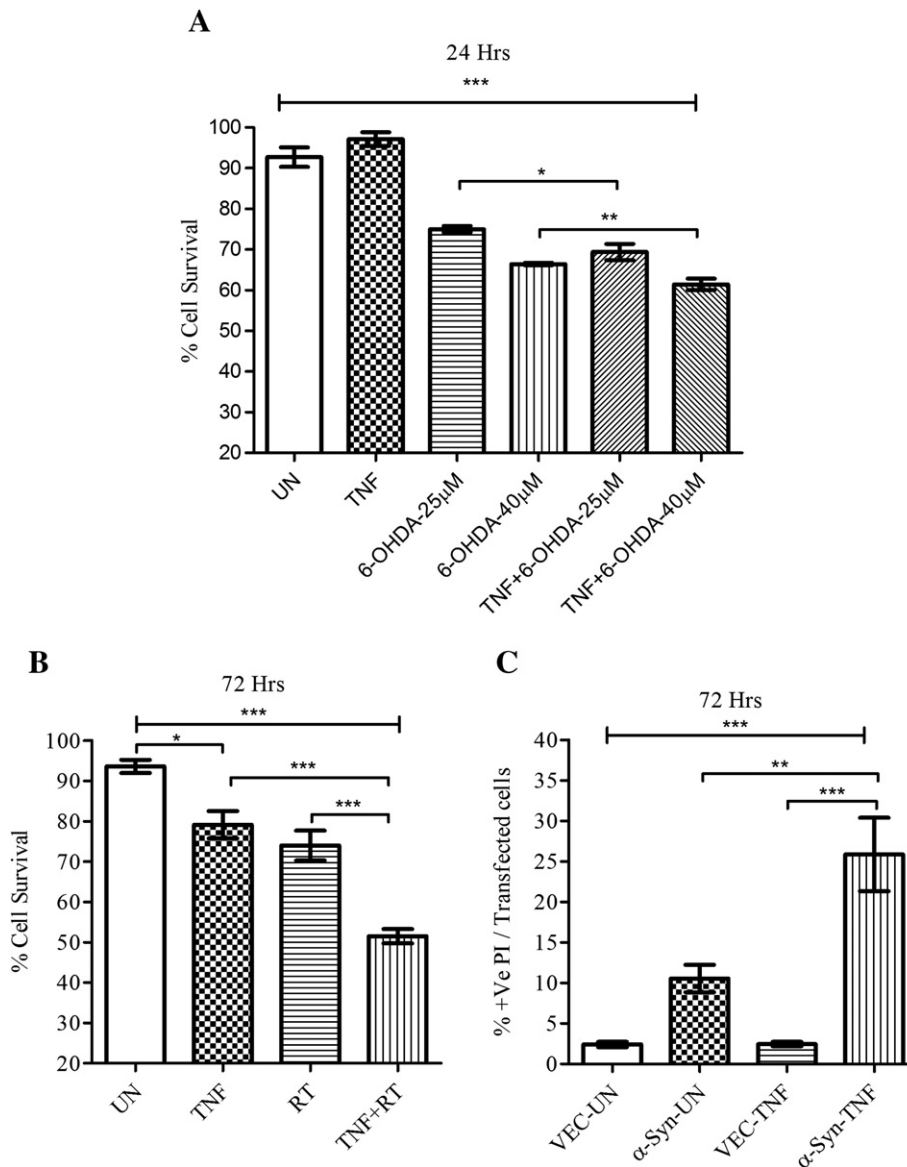 A
24 Hrs
***
100
90
80
70
60
50
40
30
20
% Cell Survival
*
**
UN
TNF
6-OHDA-25µM
6-OHDA-40µM
TNF+6-OHDA-25µM
TNF+6-OHDA-40µM
B
72 Hrs
***
*
***
***
100
90
80
70
60
50
40
30
20
% Cell Survival
UN
TNF
RT
TNF+RT
C
72 Hrs
***
**
***
40
35
30
25
20
15
10
5
0
% +Ve PI / Transfected cells
VEC-UN
α-Syn-UN
VEC-TNF
α-Syn-TNF